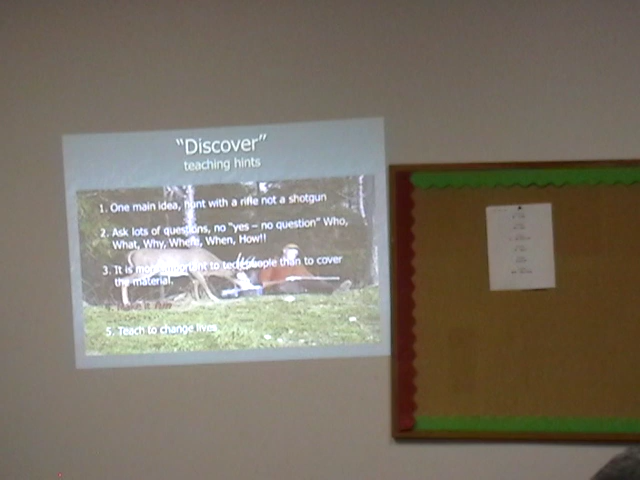 "Discover"
teaching hints
1. One main idea, hunt with a rifle not a shotgun
2. Ask lots of questions, no "yes – no question" Who,
What, Why, Where, When, How!!
3. It is more important to teach people than to cover
the material.
5. Teach to change lives